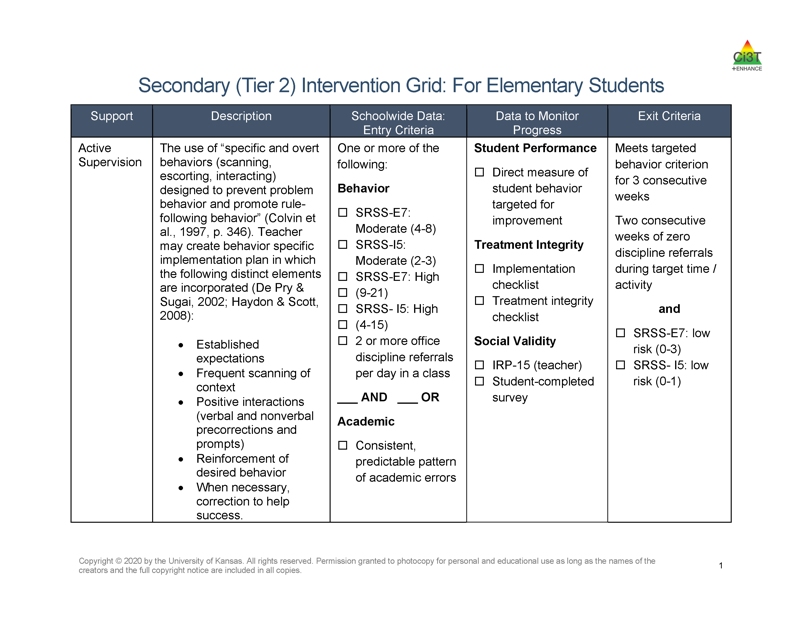 Ci3T
+ENHANCE
Secondary (Tier 2) Intervention Grid: For Elementary Students
Support
Description
Schoolwide Data:
Entry Criteria
Data to Monitor
Progress
Exit Criteria
Active
Supervision
The use of “specific and overt
behaviors (scanning,
escorting, interacting)
designed to prevent problem
behavior and promote rule-
following behavior” (Colvin et
al., 1997, p. 346). Teacher
may create behavior specific
implementation plan in which
the following distinct elements
are incorporated (De Pry &
Sugai, 2002; Haydon & Scott,
2008):
• Established
expectations
• Frequent scanning of
context
• Positive interactions
(verbal and nonverbal
precorrections and
prompts)
• Reinforcement of
desired behavior
• When necessary,
correction to help
success.
One or more of the
following:
Behavior
☐ SRSS-E7:
Moderate (4-8)
☐ SRSS-I5:
Moderate (2-3)
☐ SRSS-E7: High
☐ (9-21)
☐ SRSS- I5: High
☐ (4-15)
☐ 2 or more office
discipline referrals
per day in a class
___ AND ___ OR
Academic
☐ Consistent,
predictable pattern
of academic errors
Student Performance
☐ Direct measure of
student behavior
targeted for
improvement
Treatment Integrity
☐ Implementation
checklist
☐ Treatment integrity
checklist
Social Validity
☐ IRP-15 (teacher)
☐ Student-completed
survey
Meets targeted
behavior criterion
for 3 consecutive
weeks
Two consecutive
weeks of zero
discipline referrals
during target time /
activity
and
☐ SRSS-E7: low
risk (0-3)
☐ SRSS- I5: low
risk (0-1)
Copyright © 2020 by the University of Kansas. All rights reserved. Permission granted to photocopy for personal and educational use as long as the names of the
creators and the full copyright notice are included in all copies.
1